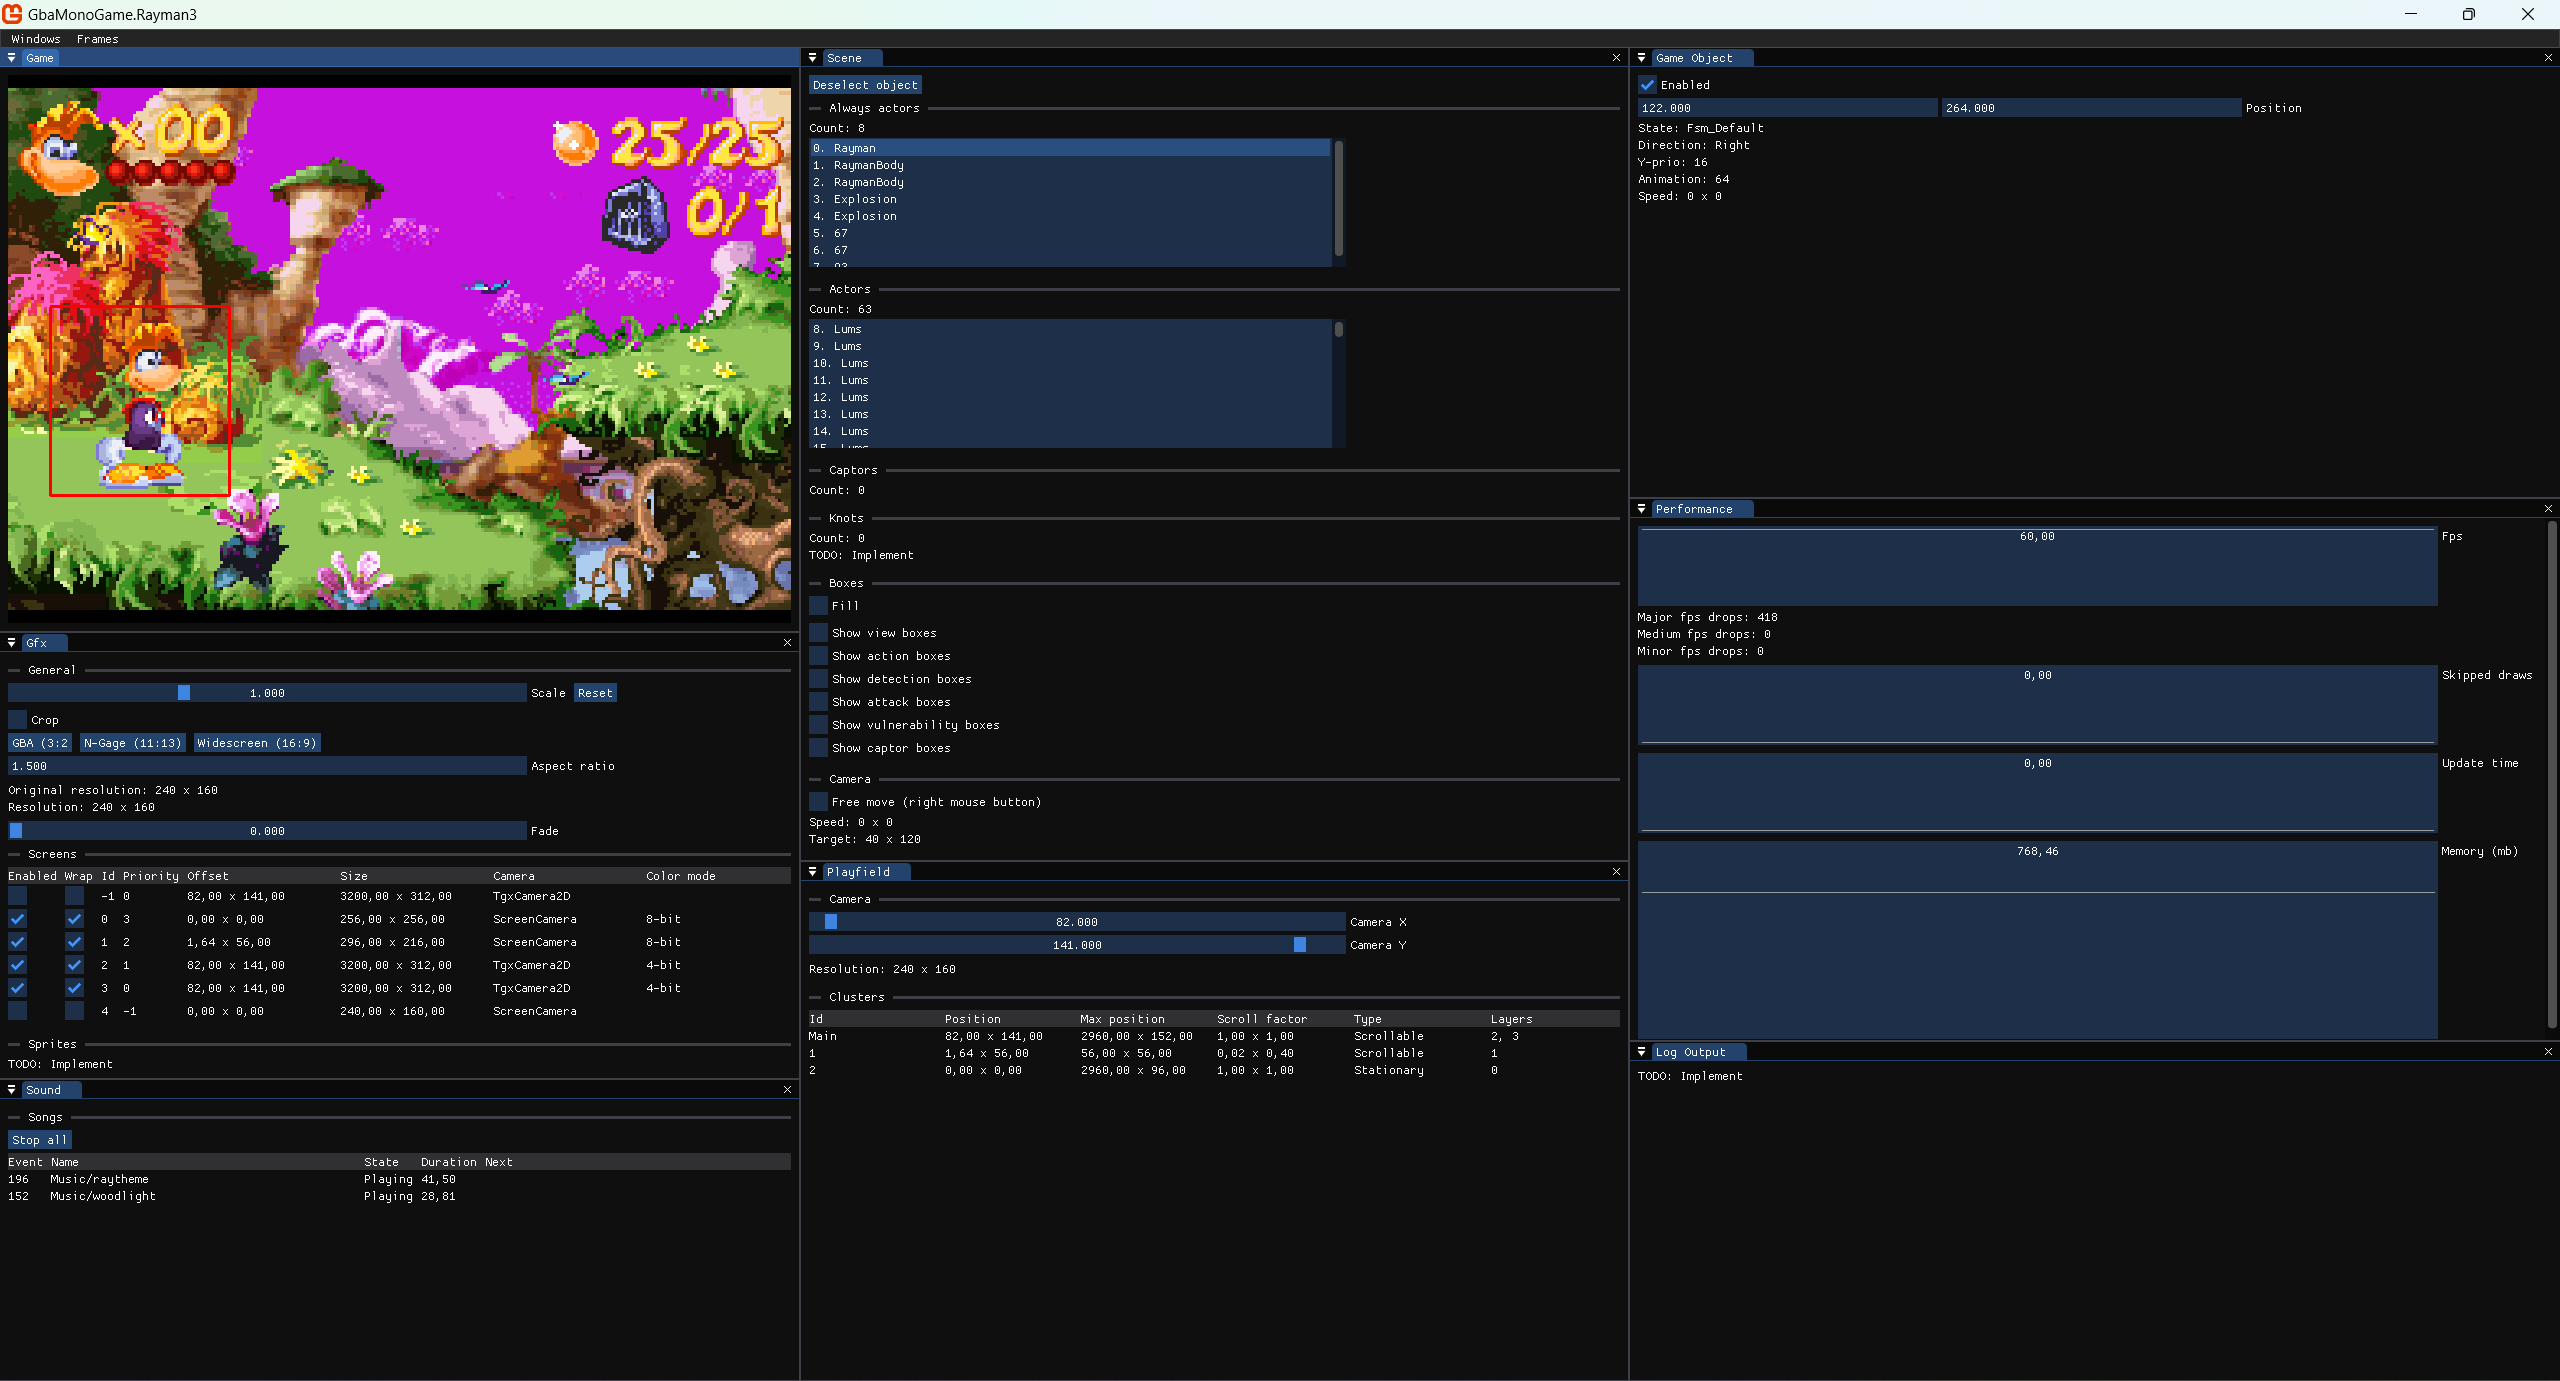 GbaMonoGame.Rayman3
Windows Frames
Game
x00
25/25
0/1
Gfx
General
1.000 Scale Reset
Crop
GBA (3:2 N-Gage (11:13) Widescreen (16:9)
1.500 Aspect ratio
Original resolution: 240 x 160
Resolution: 240 x 160
0.000 Fade
Screens
Enabled Wrap Id Priority Offset Size Camera Color mode
-1 0 82,00 x 141,00 3200,00 x 312,00 TgxCamera2D
0 3 0,00 x 0,00 256,00 x 256,00 ScreenCamera 8-bit
1 2 1,64 x 56,00 296,00 x 216,00 ScreenCamera 8-bit
2 1 82,00 x 141,00 3200,00 x 312,00 TgxCamera2D 4-bit
3 0 82,00 x 141,00 3200,00 x 312,00 TgxCamera2D 4-bit
4 -1 0,00 x 0,00 240,00 x 160,00 ScreenCamera
Sprites
TODO: Implement
Sound
Songs
Stop all
Event Name State Duration Next
196 Music/raytheme Playing 41,50
152 Music/woodlight Playing 28,81
Scene
Deselect object
Always actors
Count: 8
0. Rayman
1. RaymanBody
2. RaymanBody
3. Explosion
4. Explosion
5. 67
6. 67
Actors
Count: 63
8. Lums
9. Lums
10. Lums
11. Lums
12. Lums
13. Lums
14. Lums
15. Lums
Captors
Count: 0
Knots
Count: 0
TODO: Implement
Boxes
Fill
Show view boxes
Show action boxes
Show detection boxes
Show attack boxes
Show vulnerability boxes
Show captor boxes
Camera
Free move (right mouse button)
Speed: 0 x 0
Target: 40 x 120
Playfield
Camera
82.000 Camera X
141.000 Camera Y
Resolution: 240 x 160
Clusters
Id Position Max position Scroll factor Type Layers
Main 82,00 x 141,00 2960,00 x 152,00 1,00 x 1,00 Scrollable 2, 3
1 1,64 x 56,00 56,00 x 56,00 0,02 x 0,40 Scrollable 1
2 0,00 x 0,00 2960,00 x 96,00 1,00 x 1,00 Stationary 0
Game Object
Enabled
122.000 264.000 Position
State: Fsm_Default
Direction: Right
Y-prio: 16
Animation: 64
Speed: 0 x 0
Performance
60,00 Fps
Major fps drops: 418
Medium fps drops: 0
Minor fps drops: 0
0,00 Skipped draws
0,00 Update time
768,46 Memory (mb)
Log Output
TODO: Implement